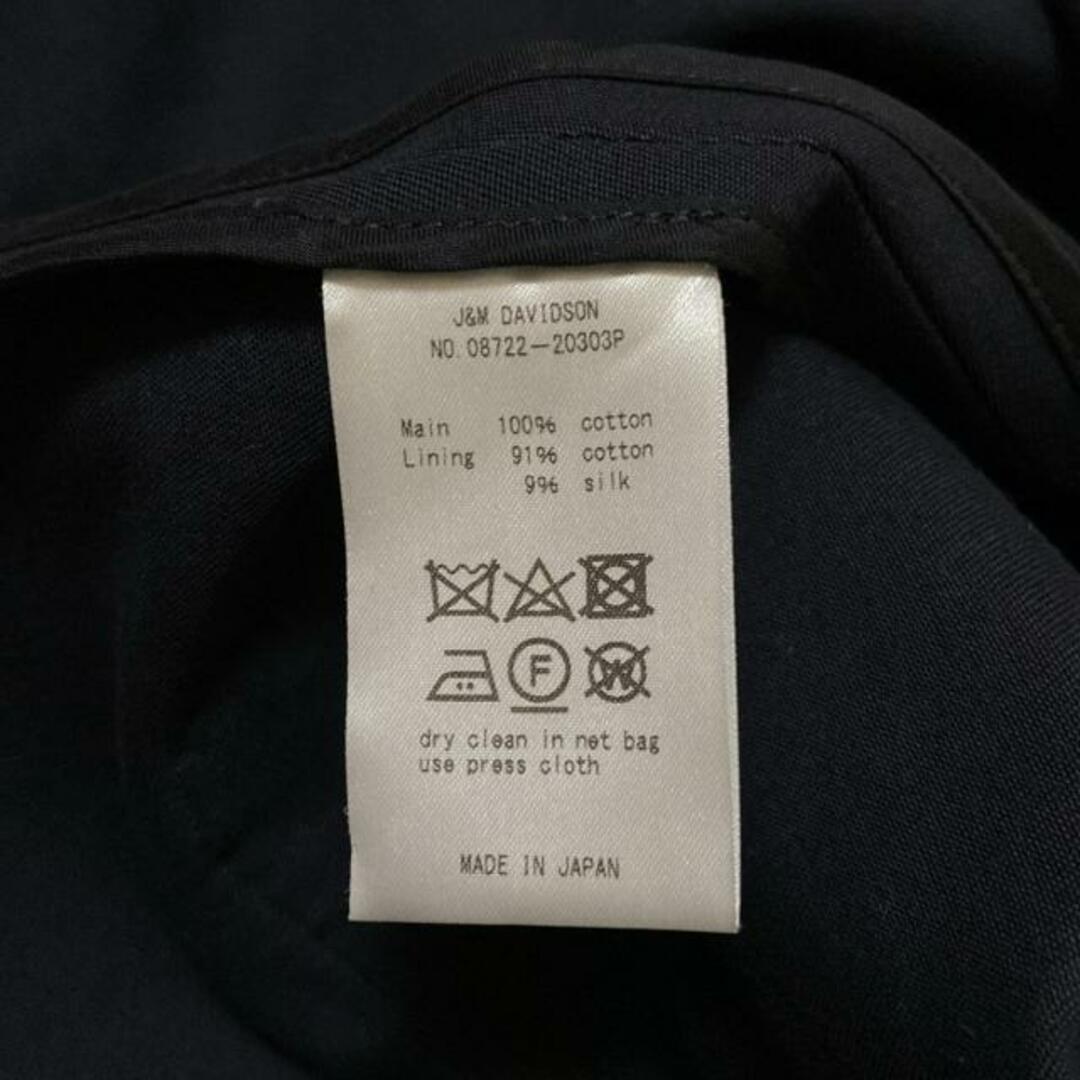 J&M DAVIDSON
NO. 08722-20303P
Main 100% cotton
Lining 91% cotton
9% silk
F W
dry clean in net bag
use press cloth
MADE IN JAPAN